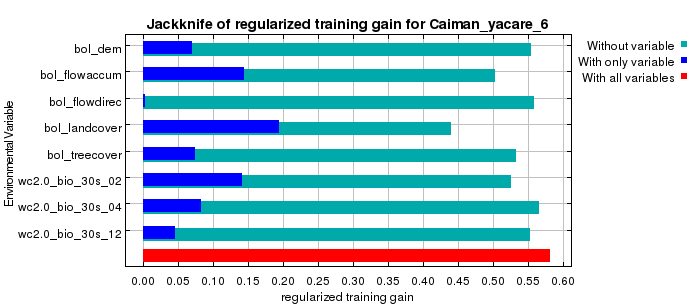 Jackknife of regularized training gain for Caiman_yacare_6
Without variable
With only variable
With all variables
Environmental Variable
bol_dem
bol_flowaccum
bol_flowdirec
bol_landcover
bol_treecover
wc2.0_bio_30s_02
wc2.0_bio_30s_04
wc2.0_bio_30s_12
0.00 0.05 0.10 0.15 0.20 0.25 0.30 0.35 0.40 0.45 0.50 0.55 0.60
regularized training gain